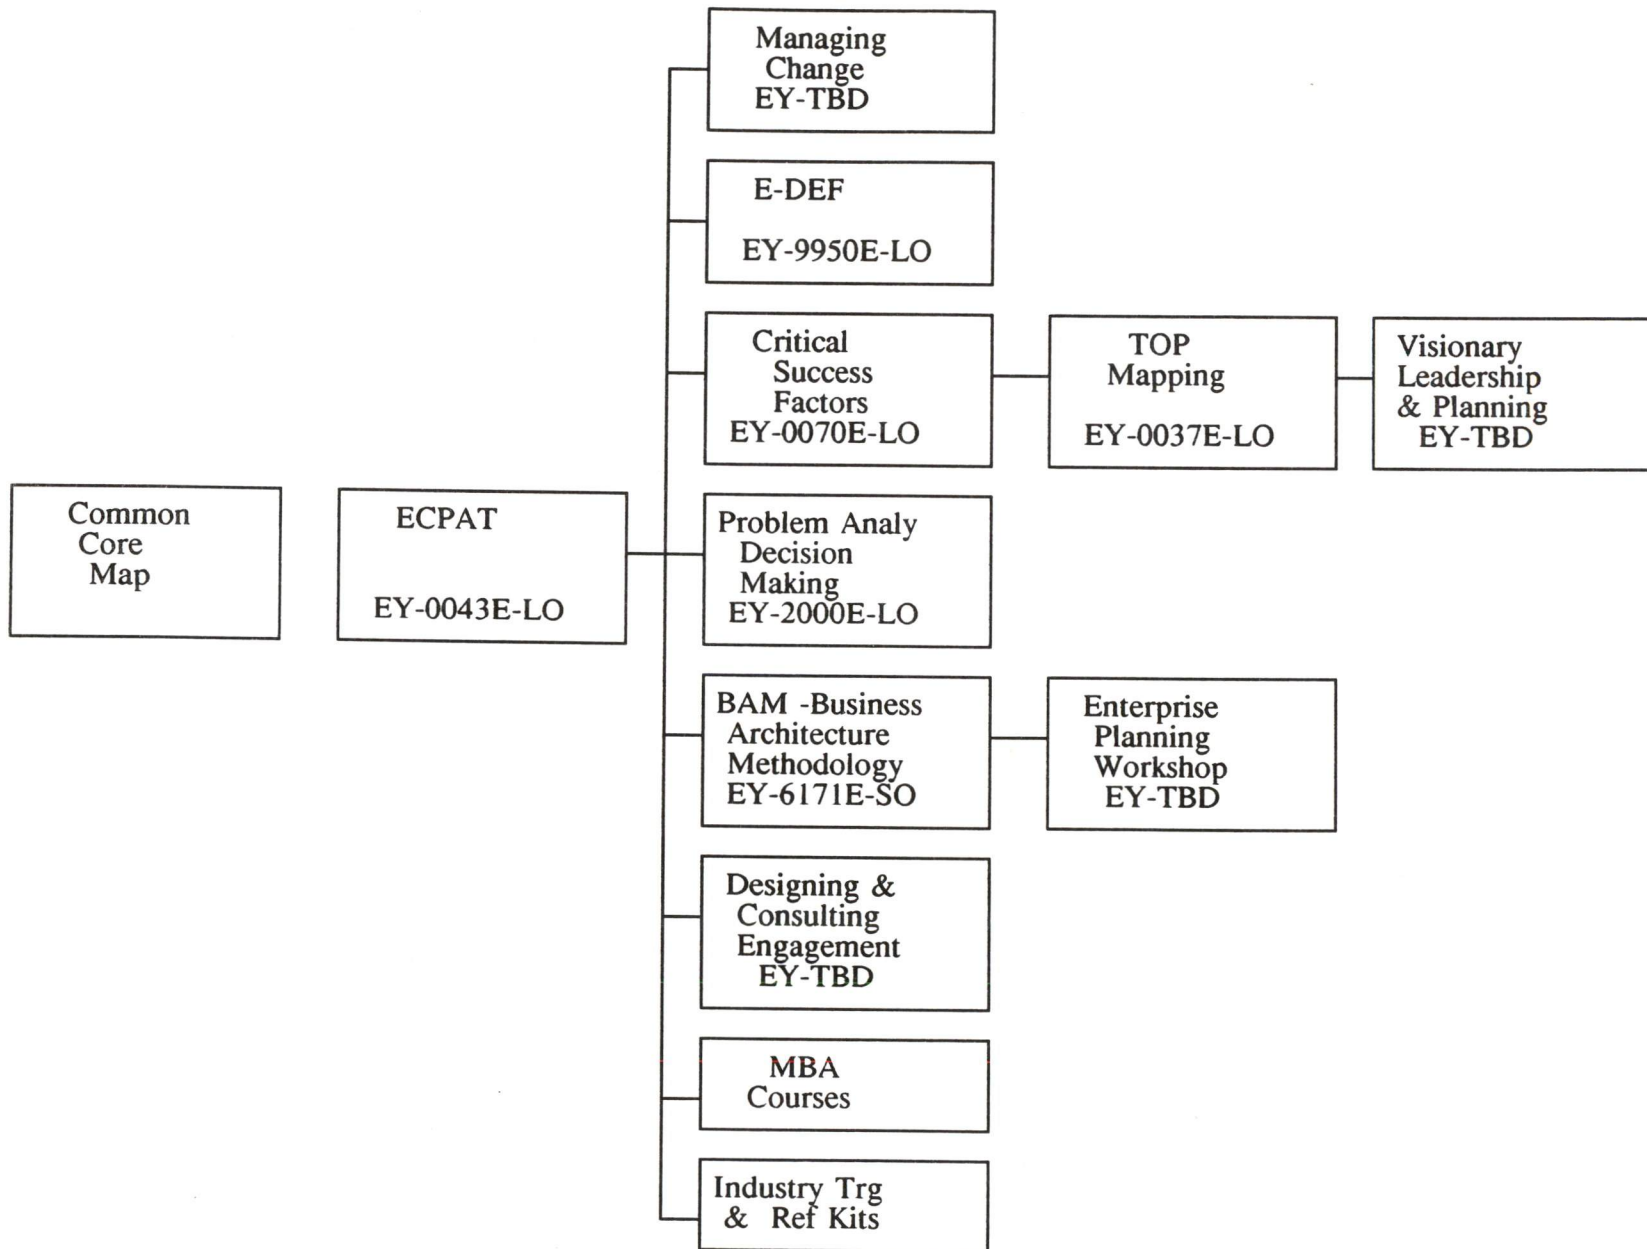 Managing
Change
EY-TBD
E-DEF
EY-9950E-LO
Critical
Success
Factors
EY-0070E-LO
TOP
Mapping
EY-0037E-LO
Visionary
Leadership
& Planning
EY-TBD
Common
Core
Map
ECPAT
EY-0043E-LO
Problem Analy
Decision
Making
EY-2000E-LO
BAM -Business
Architecture
Methodology
EY-6171E-SO
Enterprise
Planning
Workshop
EY-TBD
Designing &
Consulting
Engagement
EY-TBD
MBA
Courses
Industry Trg
& Ref Kits